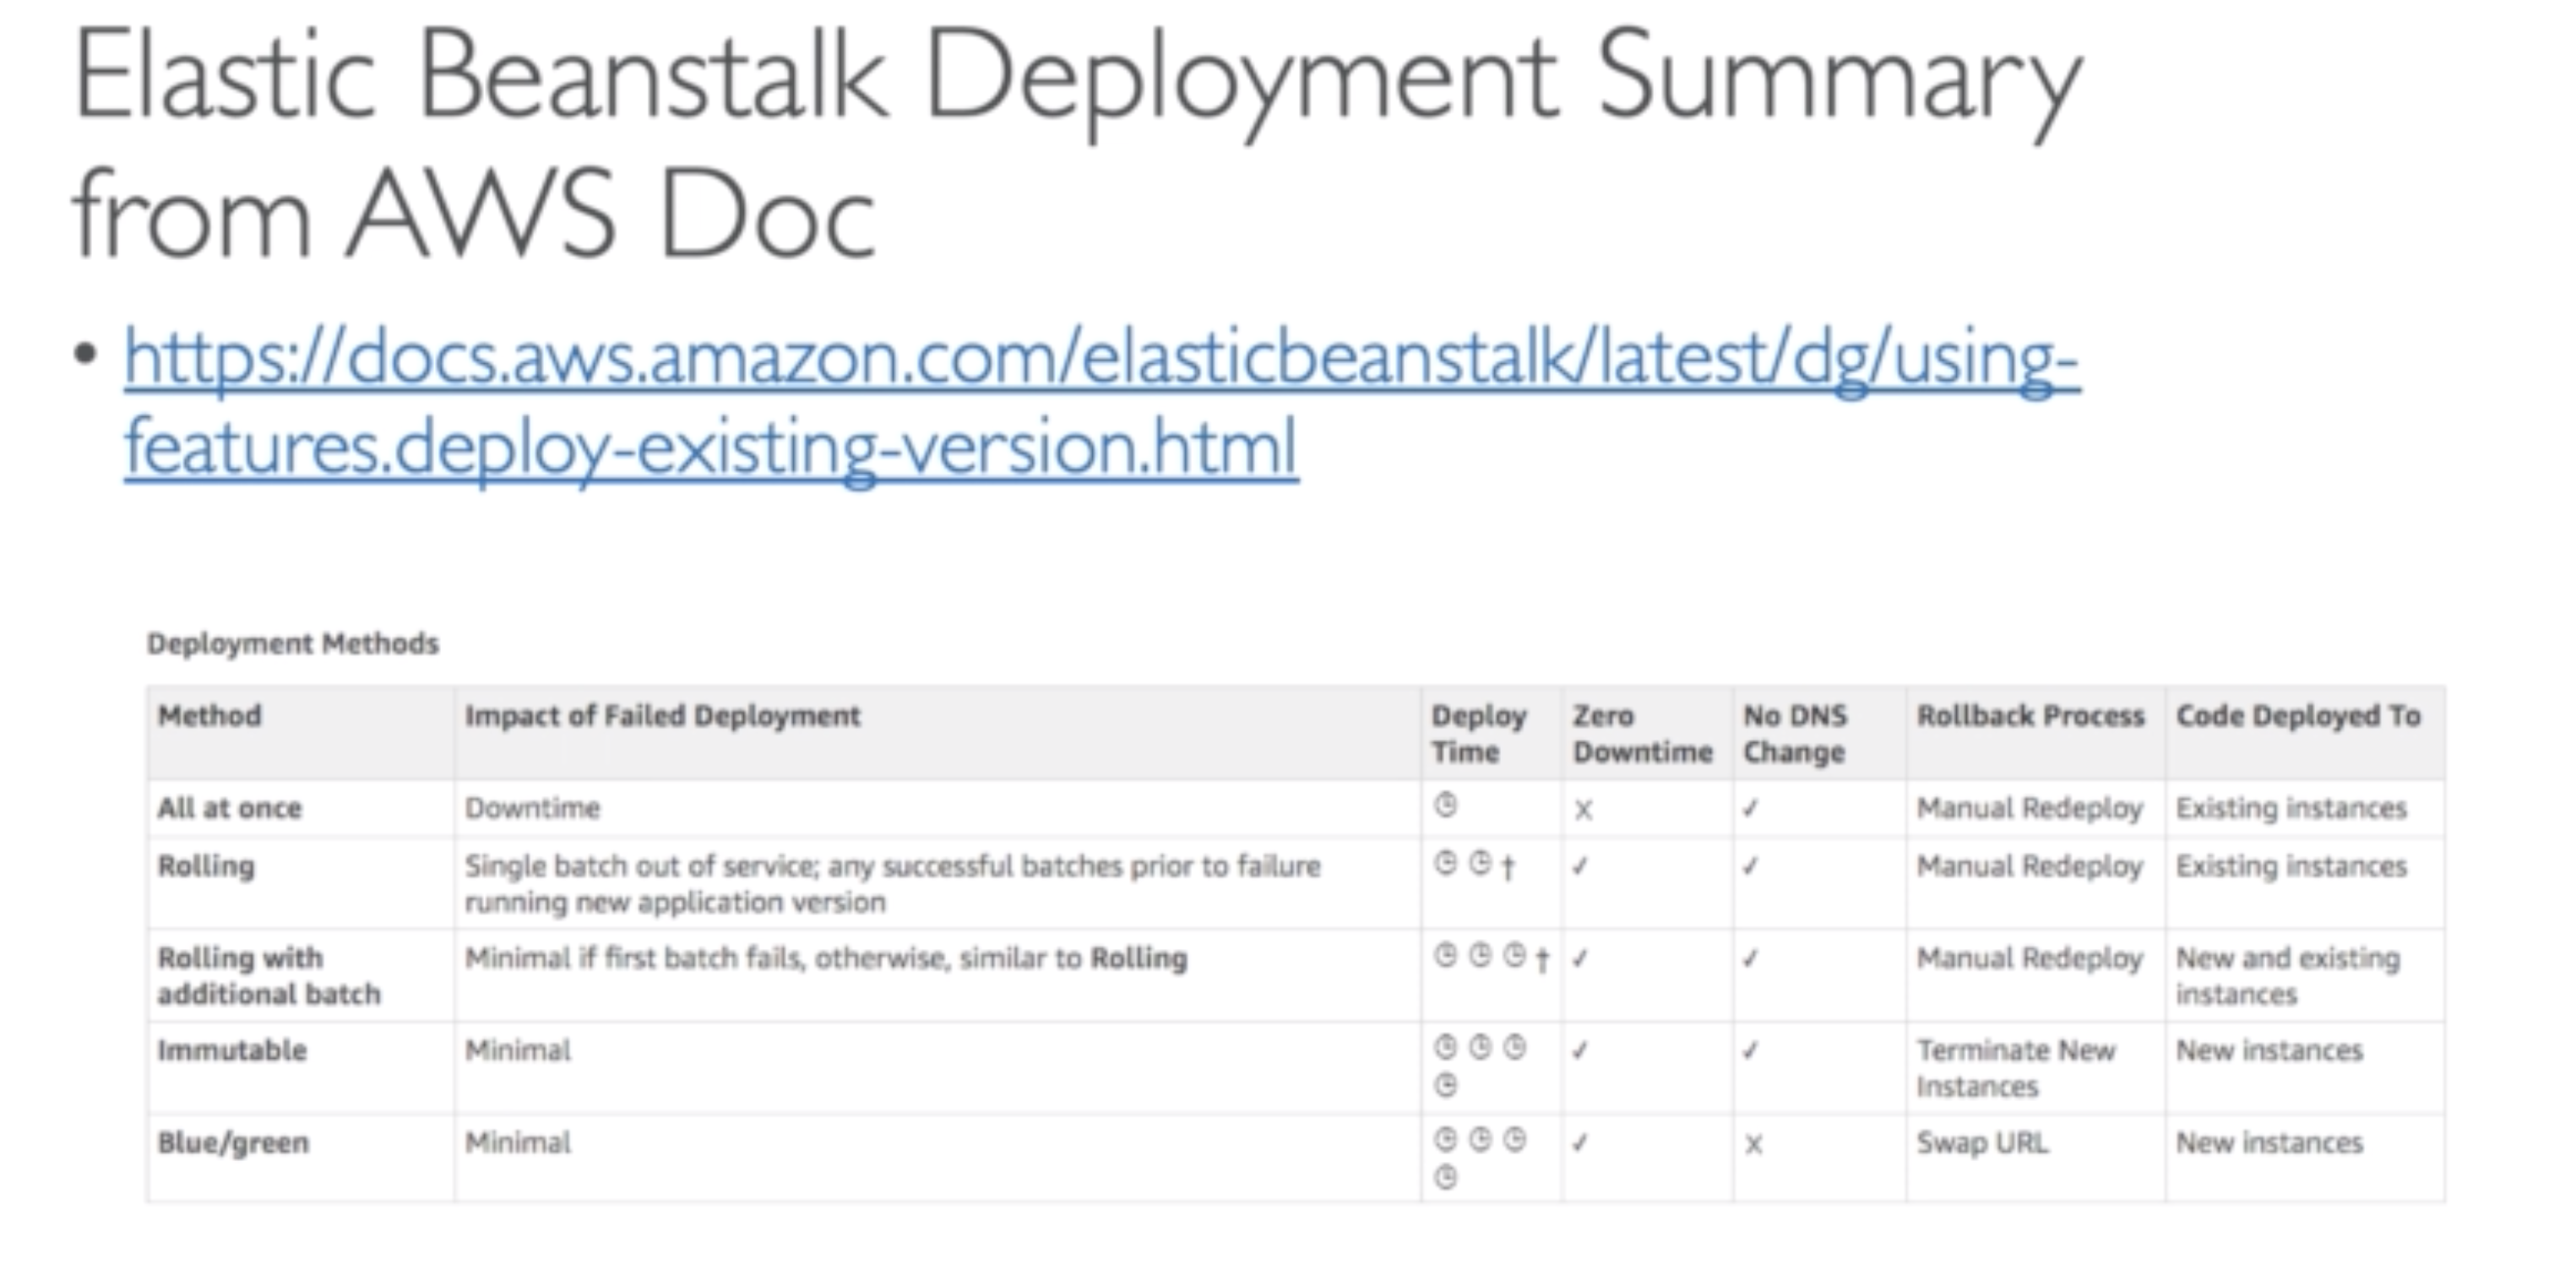 Elastic Beanstalk Deployment Summary
from AWS Doc
• https://docs.aws.amazon.com/elasticbeanstalk/latest/dg/using-
features.deploy-existing-version.html
Deployment Methods
Method Impact of Failed Deployment Deploy Time Zero Downtime No DNS Change Rollback Process Code Deployed To
All at once Downtime 🕒 X ✓ Manual Redeploy Existing instances
Rolling Single batch out of service; any successful batches prior to failure running new application version 🕒 🕒 † ✓ ✓ Manual Redeploy Existing instances
Rolling with additional batch Minimal if first batch fails, otherwise, similar to Rolling 🕒 🕒 🕒 † ✓ ✓ Manual Redeploy New and existing instances
Immutable Minimal 🕒 🕒 🕒 🕒 ✓ ✓ Terminate New Instances New instances
Blue/green Minimal 🕒 🕒 🕒 🕒 ✓ X Swap URL New instances